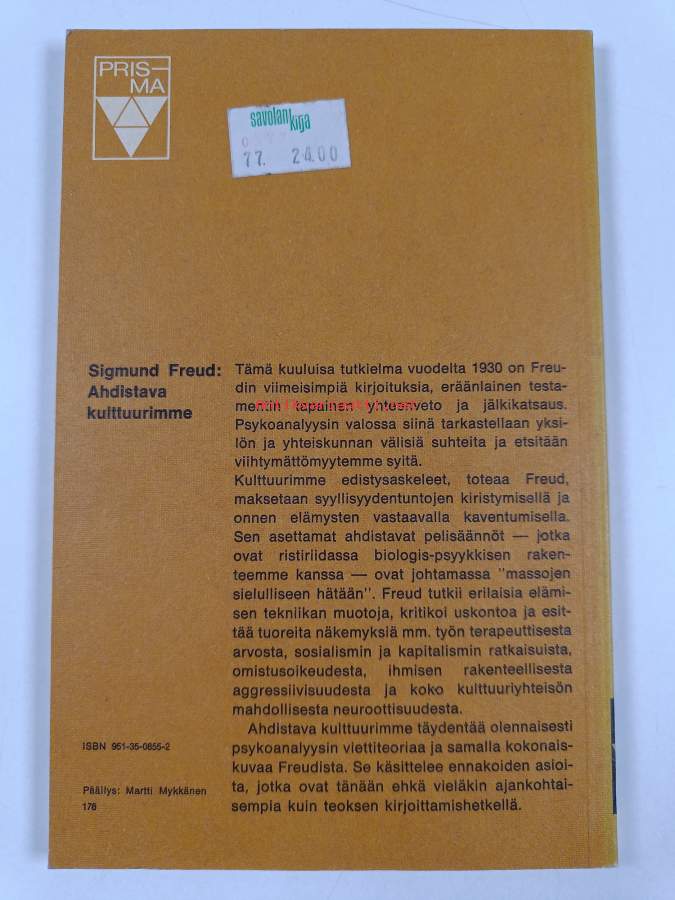 PRIS—
MA
savolan
kirja
0
77. 24.00
Sigmund Freud:
Ahdistava
kulttuurimme
Tämä kuuluisa tutkielma vuodelta 1930 on Freu-
din viimeisimpiä kirjoituksia, eräänlainen testa-
mentin tapainen yhteenveto ja jälkikatsaus.
Psykoanalyysin valossa siinä tarkastellaan yksi-
lön ja yhteiskunnan välisiä suhteita ja etsitään
viihtymättömyytemme syitä.
Kulttuurimme edistysaskeleet, toteaa Freud,
maksetaan syyllisyydentuntojen kiristymisellä ja
onnen elämysten vastaavalla kaventumisella.
Sen asettamat ahdistavat pelisäännöt — jotka
ovat ristiriidassa biologis-psyykkisen raken-
teemme kanssa — ovat johtamassa "massojen
sielulliseen hätään". Freud tutkii erilaisia elämi-
sen tekniikan muotoja, kritikoi uskontoa ja esit-
tää tuoreita näkemyksiä mm. työn terapeuttisesta
arvosta, sosialismin ja kapitalismin ratkaisuista,
omistusoikeudesta, ihmisen rakenteellisesta
aggressiivisuudesta ja koko kulttuuriyhteisön
mahdollisesta neuroottisuudesta.
Ahdistava kulttuurimme täydentää olennaisesti
psykoanalyysin viettiteoriaa ja samalla kokonais-
kuvaa Freudista. Se käsittelee ennakoiden asioi-
ta, jotka ovat tänään ehkä vieläkin ajankohtai-
sempia kuin teoksen kirjoittamishetkellä.
ISBN 951-35-0855-2
Päällys: Martti Mykkänen
176